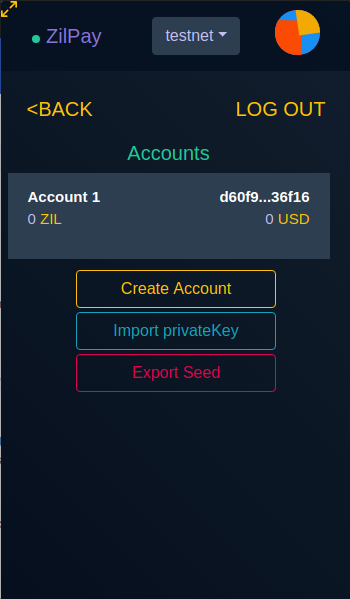 ZilPay testnet
<BACK LOG OUT
Accounts
Account 1 d60f9...36f16
0 ZIL 0 USD
Create Account
Import privateKey
Export Seed